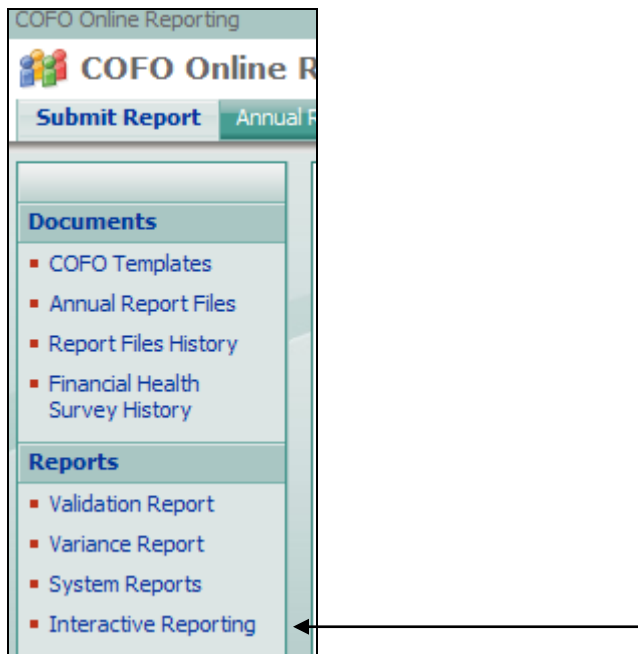 COFO Online Reporting
COFO Online R
Submit Report Annual R
Documents
COFO Templates
Annual Report Files
Report Files History
Financial Health
Survey History
Reports
Validation Report
Variance Report
System Reports
Interactive Reporting